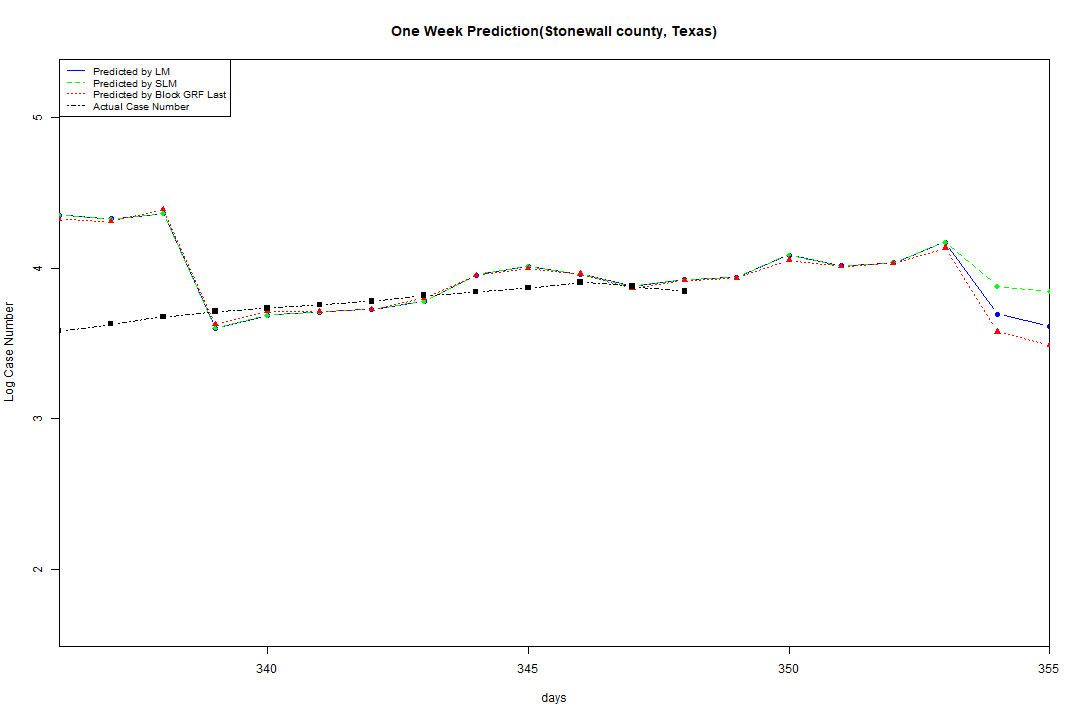 One Week Prediction(Stonewall county, Texas)
Predicted by LM
Predicted by SLM
Predicted by Block GRF Last
Actual Case Number
5
4
3
2
Log Case Number
340 345 350 355
days